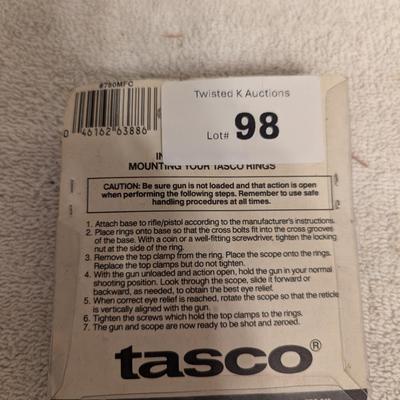 #790MFC
0 46162 63886
Twisted K Auctions
Lot# 98
MOUNTING YOUR TASCO RINGS
CAUTION: Be sure gun is not loaded and that action is open
when performing the following steps. Remember to use safe
handling procedures at all times.
1. Attach base to rifle/pistol according to the manufacturer's instructions.
2. Place rings onto base so that the cross bolts fit into the cross grooves
of the base. With a coin or a well-fitting screwdriver, tighten the locking
nut at the side of the ring.
3. Remove the top clamp from the ring. Place the scope onto the rings.
Replace the top clamps but do not tighten.
4. With the gun unloaded and action open, hold the gun in your normal
shooting position. Look through the scope, slide it forward or
backward, as needed, to obtain the best eye relief.
5. When correct eye relief is reached, rotate the scope so that the reticle
is vertically aligned with the gun.
6. Tighten the screws which hold the top clamps to the rings.
7. The gun and scope are now ready to be shot and zeroed.
tasco®